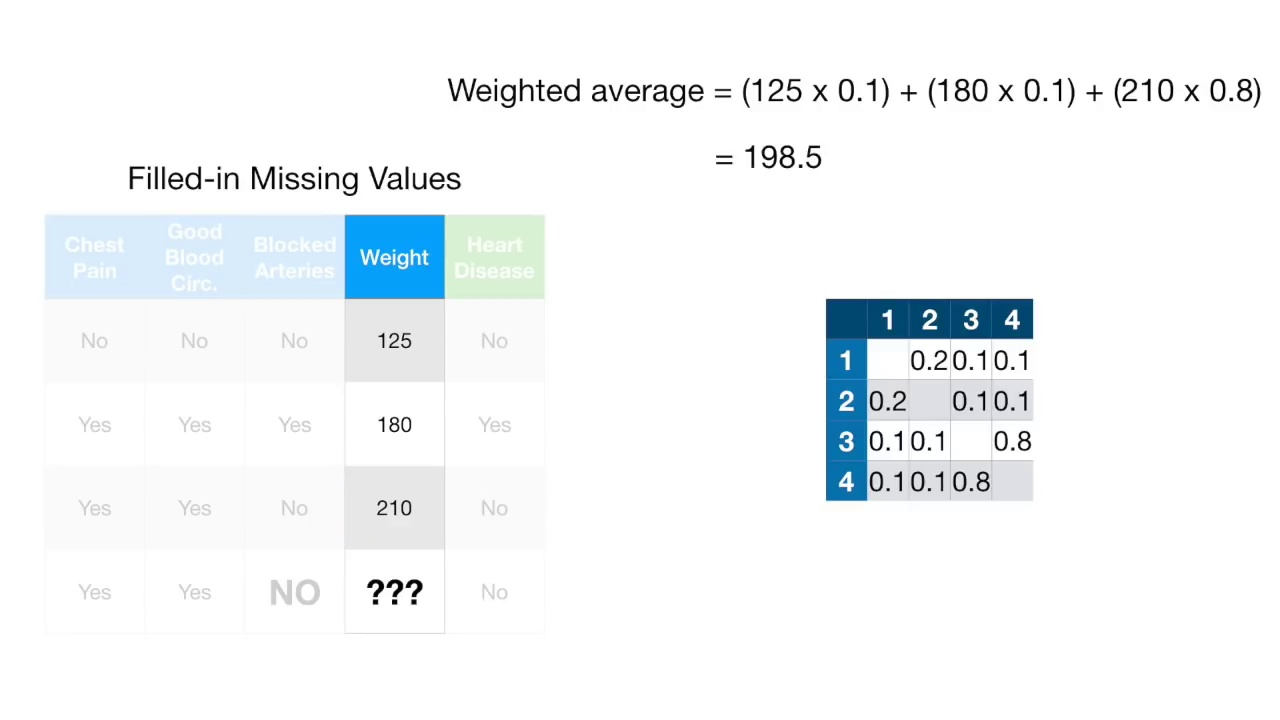 Weighted average = (125 x 0.1) + (180 x 0.1) + (210 x 0.8)
= 198.5
Filled-in Missing Values
Chest Pain Good Blood Circ. Blocked Arteries Weight Heart Disease
No No No 125 No
Yes Yes Yes 180 Yes
Yes Yes No 210 No
Yes Yes NO ??? No
1 2 3 4
1 0.2 0.1 0.1
2 0.2 0.1 0.1
3 0.1 0.1 0.8
4 0.1 0.1 0.8